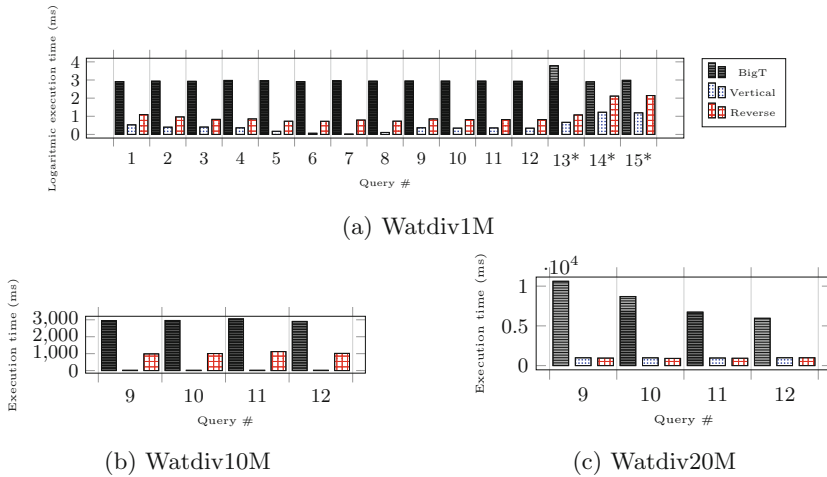 Logaritmic execution time (ms)
4
3
2
1
0
1 2 3 4 5 6 7 8 9 10 11 12 13* 14* 15*
Query #
BigT
Vertical
Reverse
(a) Watdiv1M
Execution time (ms)
3,000
2,000
1,000
0
9 10 11 12
Query #
(b) Watdiv10M
Execution time (ms)
·10⁴
1
0.5
0
9 10 11 12
Query #
(c) Watdiv20M